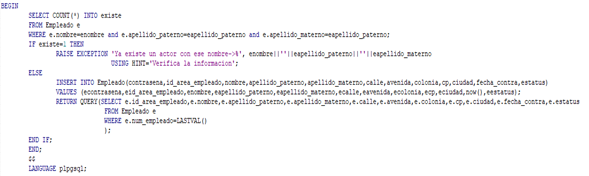 BEGIN
SELECT COUNT(*) INTO existe
FROM Empleado e
WHERE e.nombre=enombre and e.apellido_paterno=eapellido_paterno and e.apellido_materno=eapellido_paterno;
IF existe=1 THEN
RAISE EXCEPTION 'Ya existe un actor con ese nombre->%', enombre||' '||eapellido_paterno||' '||eapellido_materno
USING HINT='Verifica la informacion';
ELSE
INSERT INTO Empleado(contrasena,id_area_empleado,nombre,apellido_paterno,apellido_materno,calle,avenida,colonia,cp,ciudad,fecha_contra,estatus)
VALUES (econtrasena,eid_area_empleado,enombre,eapellido_paterno,eapellido_materno,ecalle,eavenida,ecolonia,ecp,eciudad,now(),eestatus);
RETURN QUERY(SELECT e.id_area_empleado,e.nombre,e.apellido_paterno,e.apellido_materno,e.calle,e.avenida,e.colonia,e.cp,e.ciudad,e.fecha_contra,e.estatus
FROM Empleado e
WHERE e.num_empleado=LASTVAL()
);
END IF;
END;
$$
LANGUAGE plpgsql;